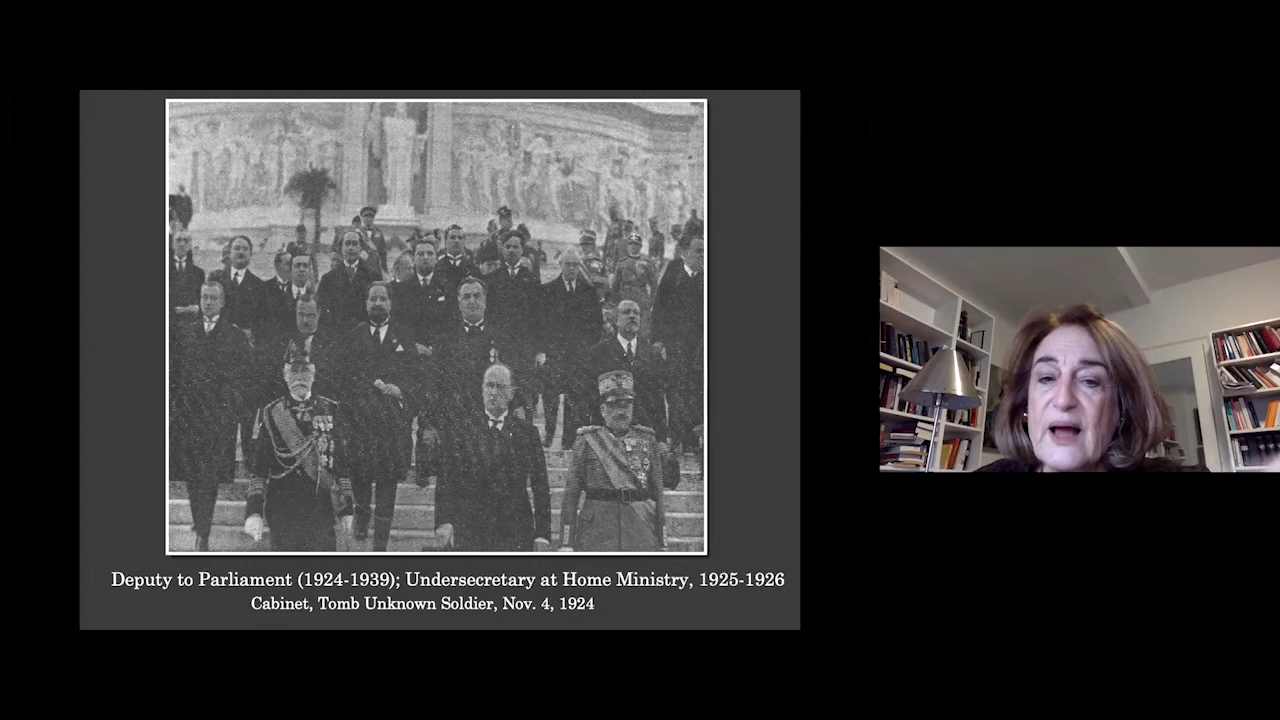 Deputy to Parliament (1924-1939); Undersecretary at Home Ministry, 1925-1926
Cabinet, Tomb Unknown Soldier, Nov. 4, 1924